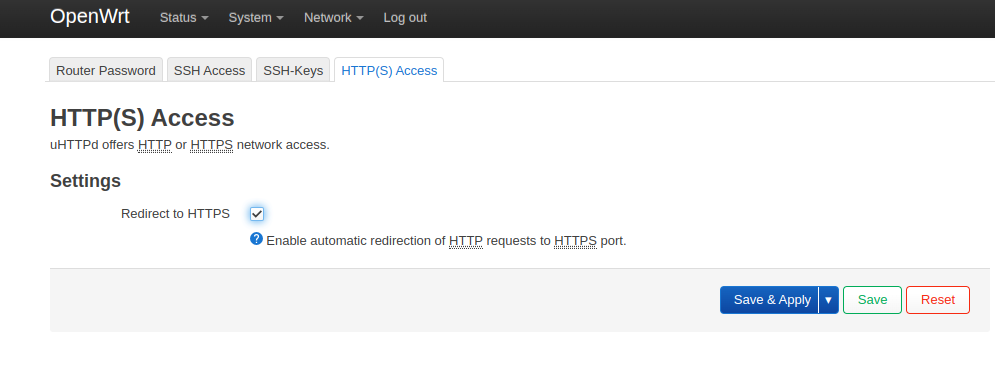 OpenWrt Status System Network Log out
Router Password SSH Access SSH-Keys HTTP(S) Access
HTTP(S) Access
uHTTPd offers HTTP or HTTPS network access.
Settings
Redirect to HTTPS
? Enable automatic redirection of HTTP requests to HTTPS port.
Save & Apply Save Reset